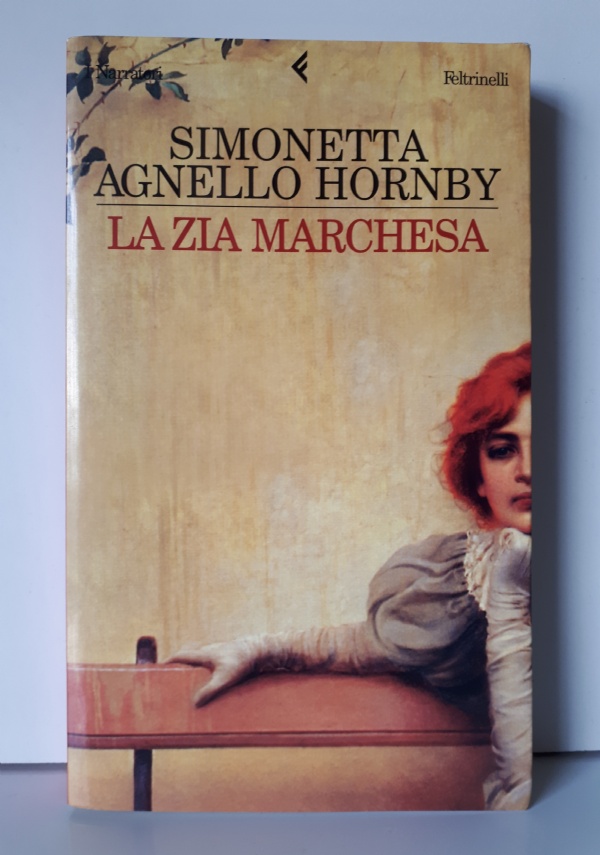 I Narratori
Feltrinelli
SIMONETTA
AGNELLO HORNBY
LA ZIA MARCHESA